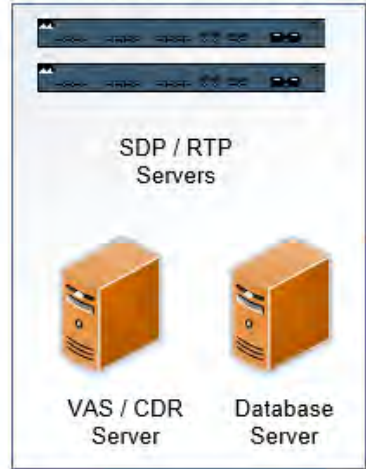 SDP / RTP
Servers
VAS / CDR
Server
Database
Server